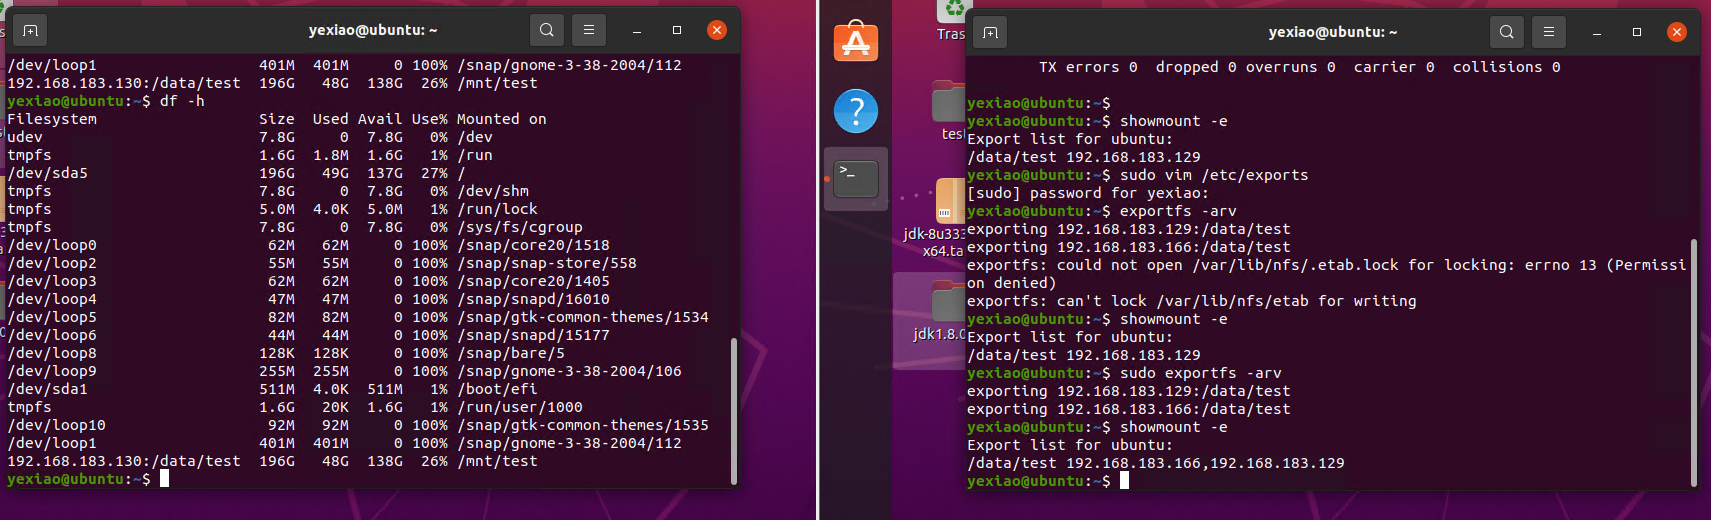 yexiao@ubuntu: ~
/dev/loop1 401M 401M 0 100% /snap/gnome-3-38-2004/112
192.168.183.130:/data/test 196G 48G 138G 26% /mnt/test
yexiao@ubuntu:~$ df -h
Filesystem Size Used Avail Use% Mounted on
udev 7.8G 0 7.8G 0% /dev
tmpfs 1.6G 1.8M 1.6G 1% /run
/dev/sda5 196G 49G 137G 27% /
tmpfs 7.8G 0 7.8G 0% /dev/shm
tmpfs 5.0M 4.0K 5.0M 1% /run/lock
tmpfs 7.8G 0 7.8G 0% /sys/fs/cgroup
/dev/loop0 62M 62M 0 100% /snap/core20/1518
/dev/loop2 55M 55M 0 100% /snap/snap-store/558
/dev/loop3 62M 62M 0 100% /snap/core20/1405
/dev/loop4 47M 47M 0 100% /snap/snapd/16010
/dev/loop5 82M 82M 0 100% /snap/gtk-common-themes/1534
/dev/loop6 44M 44M 0 100% /snap/snapd/15177
/dev/loop8 128K 128K 0 100% /snap/bare/5
/dev/loop9 255M 255M 0 100% /snap/gnome-3-38-2004/106
/dev/sda1 511M 4.0K 511M 1% /boot/efi
tmpfs 1.6G 20K 1.6G 1% /run/user/1000
/dev/loop10 92M 92M 0 100% /snap/gtk-common-themes/1535
/dev/loop1 401M 401M 0 100% /snap/gnome-3-38-2004/112
192.168.183.130:/data/test 196G 48G 138G 26% /mnt/test
yexiao@ubuntu:~$
Tras
test
jdk-8u333
x64.ta
jdk1.8.0
yexiao@ubuntu: ~
TX errors 0 dropped 0 overruns 0 carrier 0 collisions 0
yexiao@ubuntu:~$
yexiao@ubuntu:~$ showmount -e
Export list for ubuntu:
/data/test 192.168.183.129
yexiao@ubuntu:~$ sudo vim /etc/exports
[sudo] password for yexiao:
yexiao@ubuntu:~$ exportfs -arv
exporting 192.168.183.129:/data/test
exporting 192.168.183.166:/data/test
exportfs: could not open /var/lib/nfs/.etab.lock for locking: errno 13 (Permissi
on denied)
exportfs: can't lock /var/lib/nfs/etab for writing
yexiao@ubuntu:~$ showmount -e
Export list for ubuntu:
/data/test 192.168.183.129
yexiao@ubuntu:~$ sudo exportfs -arv
exporting 192.168.183.129:/data/test
exporting 192.168.183.166:/data/test
yexiao@ubuntu:~$ showmount -e
Export list for ubuntu:
/data/test 192.168.183.166,192.168.183.129
yexiao@ubuntu:~$